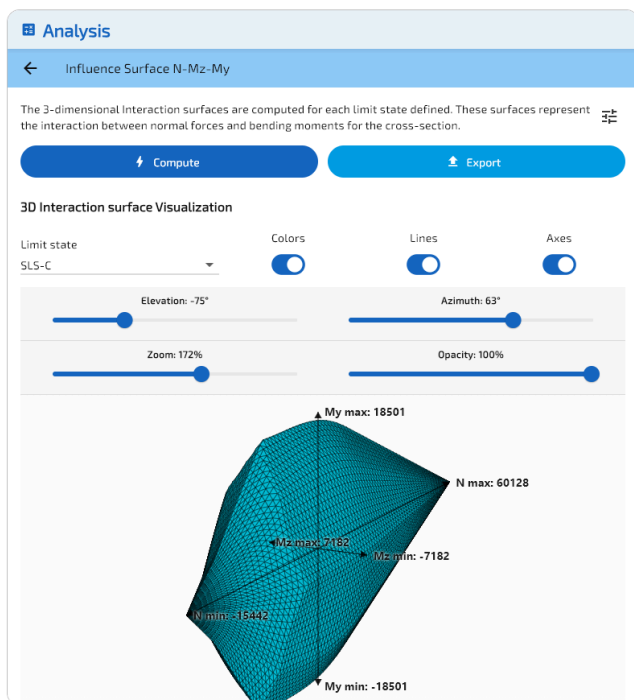 Analysis
Influence Surface N-Mz-My
The 3-dimensional Interaction surfaces are computed for each limit state defined. These surfaces represent
the interaction between normal forces and bending moments for the cross-section.
Compute
Export
3D Interaction surface Visualization
Limit state
Colors
Lines
Axes
SLS-C
Elevation: -75°
Azimuth: 63°
Zoom: 172%
Opacity: 100%
My max: 18501
N max: 60128
Mz max: 7182
Mz min: -7182
N min: -15442
My min: -18501